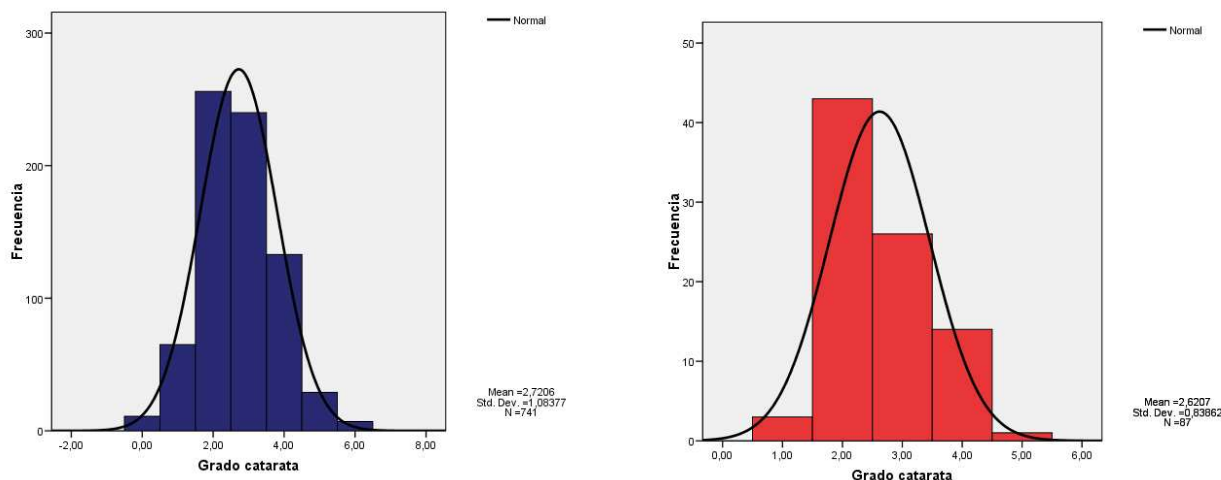 Normal
300
200
100
0
Frecuencia
-2,00 0,00 2,00 4,00 6,00 8,00
Grado catarata
Mean =2,7206
Std. Dev. =1,08377
N =741
Normal
50
40
30
20
10
0
Frecuencia
0,00 1,00 2,00 3,00 4,00 5,00 6,00
Grado catarata
Mean =2,6207
Std. Dev. =0,83862
N =87